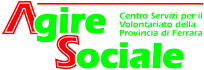 Agire
Sociale
Centro Servizi per il
Volontariato della
Provincia di Ferrara